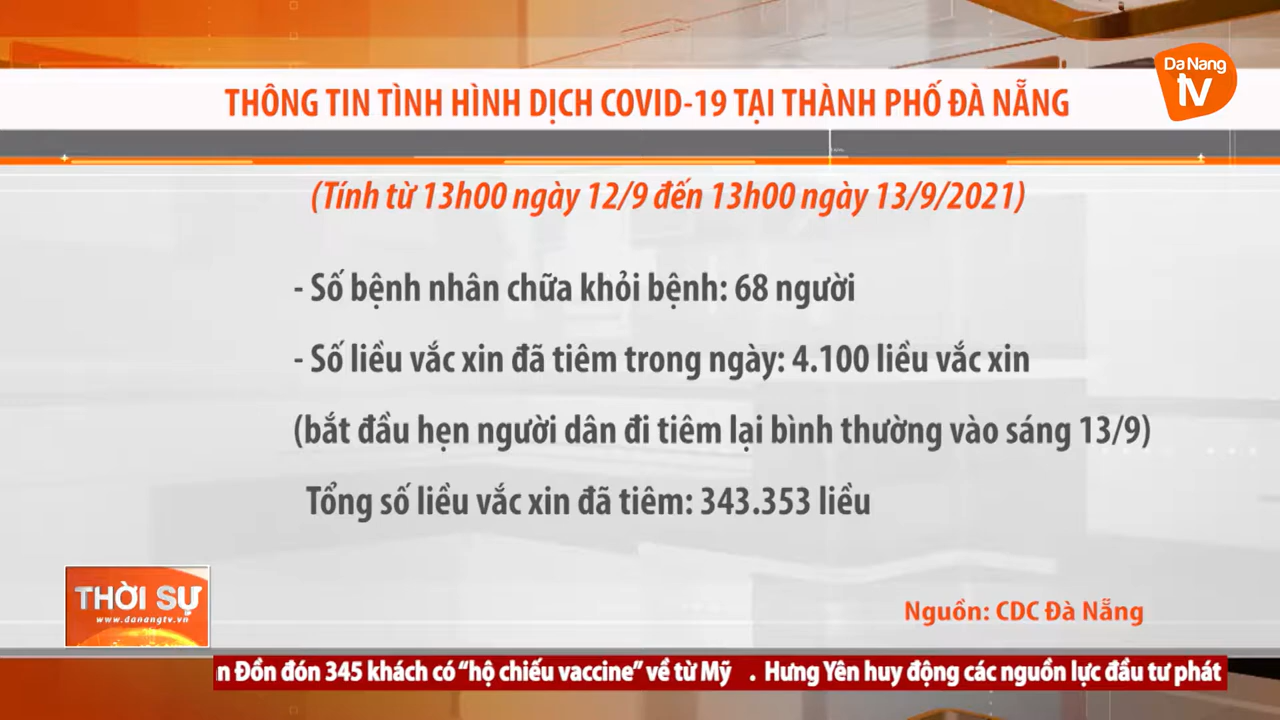 Da Nang
tv
THÔNG TIN TÌNH HÌNH DỊCH COVID-19 TẠI THÀNH PHỐ ĐÀ NẴNG
(Tính từ 13h00 ngày 12/9 đến 13h00 ngày 13/9/2021)
- Số bệnh nhân chữa khỏi bệnh: 68 người
- Số liều vắc xin đã tiêm trong ngày: 4.100 liều vắc xin
(bắt đầu hẹn người dân đi tiêm lại bình thường vào sáng 13/9)
Tổng số liều vắc xin đã tiêm: 343.353 liều
Nguồn: CDC Đà Nẵng
THỜI SỰ
www.danangtv.vn
Đồn đón 345 khách có “hộ chiếu vaccine” về từ Mỹ . Hưng Yên huy động các nguồn lực đầu tư phát